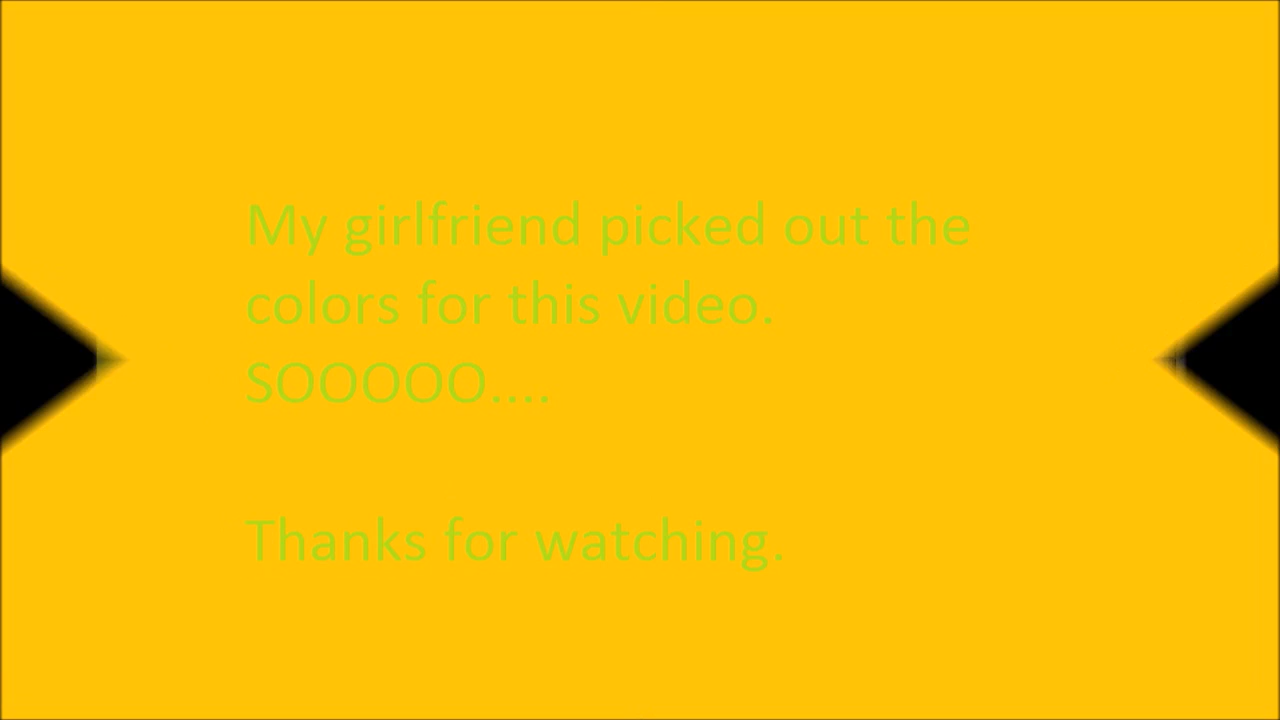 My girlfriend picked out the
colors for this video.
SOOOOO....
Thanks for watching.